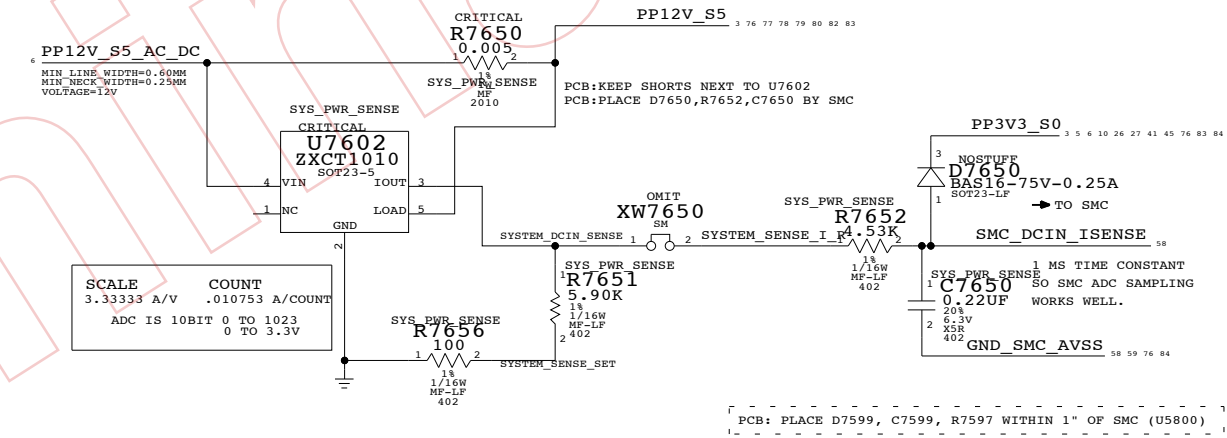 CRITICAL
R7650
0.005
1 2
1%
1W
MF
2010
SYS_PWR_SENSE
PP12V_S5
3 76 77 78 79 80 82 83
6 PP12V_S5_AC_DC
MIN_LINE_WIDTH=0.60MM
MIN_NECK_WIDTH=0.25MM
VOLTAGE=12V
PCB:KEEP SHORTS NEXT TO U7602
PCB:PLACE D7650,R7652,C7650 BY SMC
SYS_PWR_SENSE
CRITICAL
U7602
ZXCT1010
SOT23-5
4 VIN IOUT 3
1 NC LOAD 5
GND
2
PP3V3_S0
3 5 6 10 26 27 41 45 76 83 84
3
NOSTUFF
D7650
BAS16-75V-0.25A
SOT23-LF
1
TO SMC
OMIT
XW7650
SM
1 2
SYSTEM_DCIN_SENSE
SYSTEM_SENSE_I_R
SYS_PWR_SENSE
R7652
4.53K
1 2
1%
1/16W
MF-LF
402
SMC_DCIN_ISENSE
58
SYS_PWR_SENSE
R7651
5.90K
1
1%
1/16W
MF-LF
402
2
SYS_PWR_SENSE
C7650
0.22UF
1
20%
6.3V
X5R
402
2
1 MS TIME CONSTANT
SO SMC ADC SAMPLING
WORKS WELL.
GND_SMC_AVSS
58 59 76 84
SCALE COUNT
3.33333 A/V .010753 A/COUNT
ADC IS 10BIT 0 TO 1023
0 TO 3.3V
SYS_PWR_SENSE
R7656
100
1 2
1%
1/16W
MF-LF
402
SYSTEM_SENSE_SET
PCB: PLACE D7599, C7599, R7597 WITHIN 1" OF SMC (U5800)